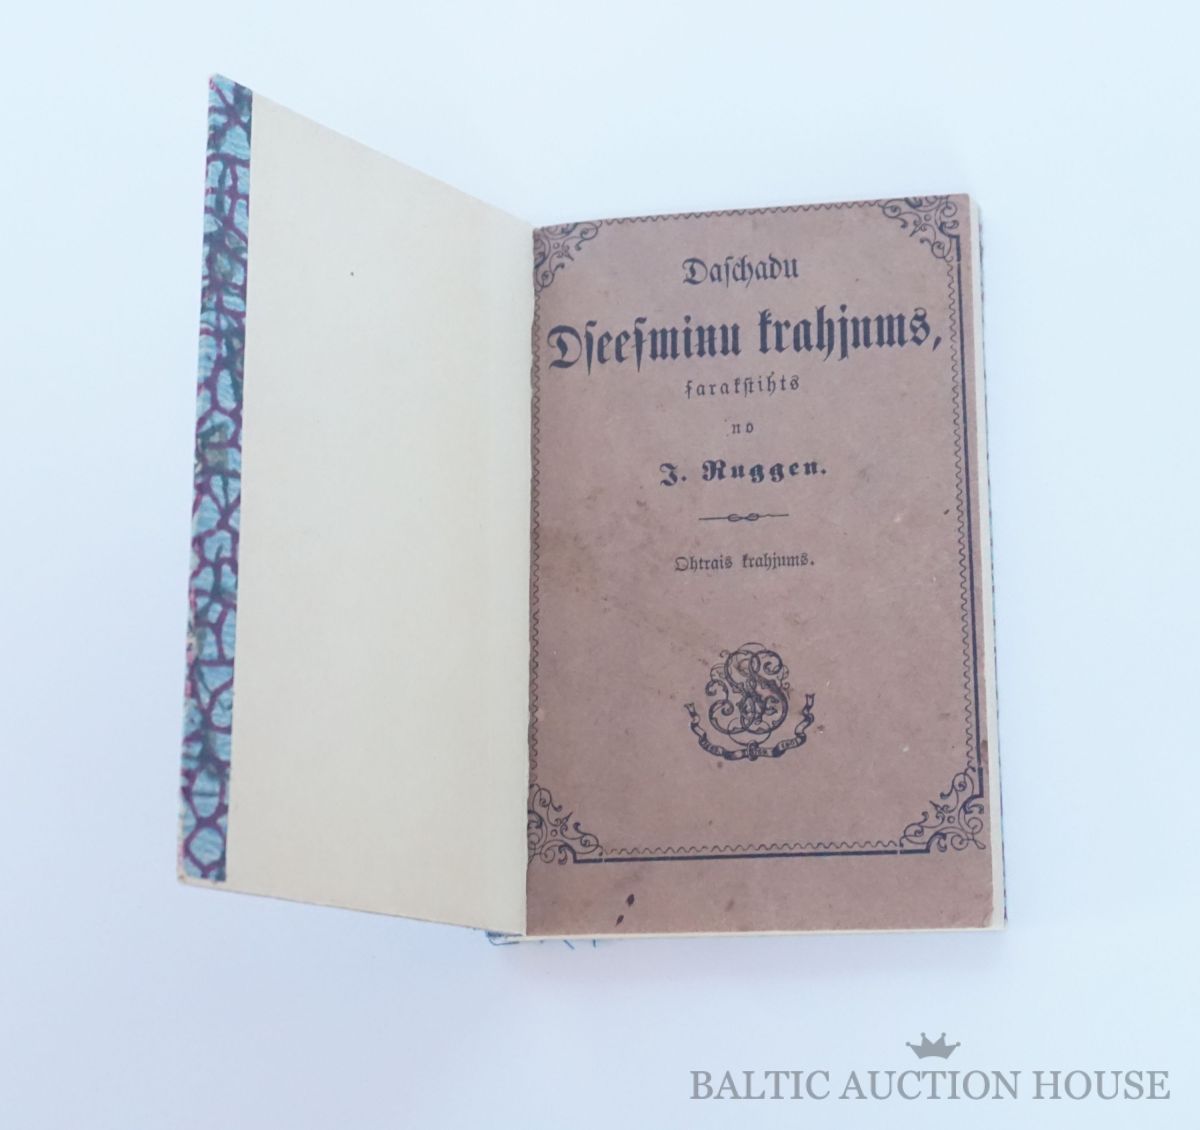 Daſchadu
Dſeeſminu krahjums,
ſarakſtihts
no
J. Ruggen.
Ohtrais krahjums.
BALTIC AUCTION HOUSE